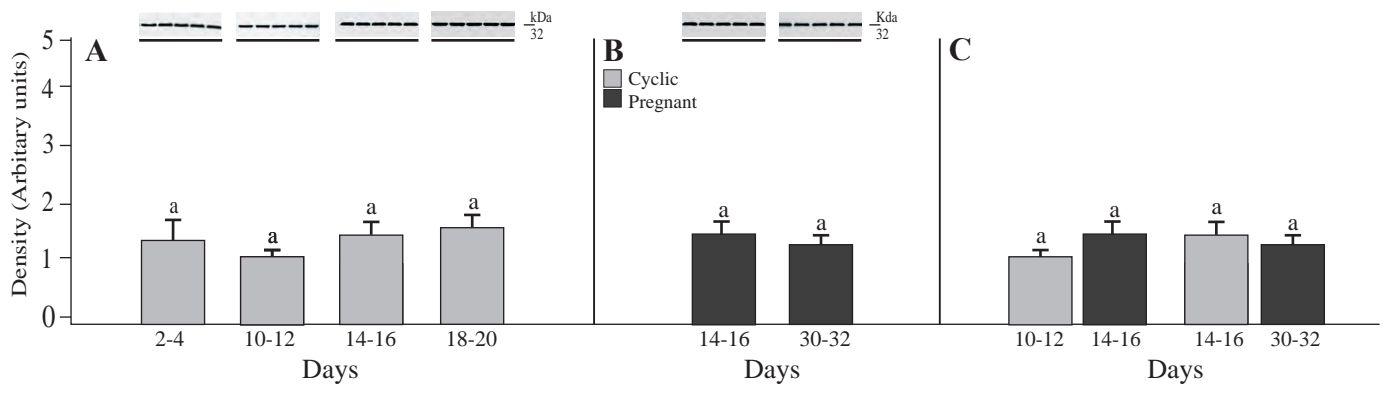 kDa
32
Kda
32
A
B
C
Cyclic
Pregnant
Density (Arbitary units)
5
4
3
2
1
0
a
a
a
a
a
a
a
a
a
a
2-4
10-12
14-16
18-20
14-16
30-32
10-12
14-16
14-16
30-32
Days
Days
Days